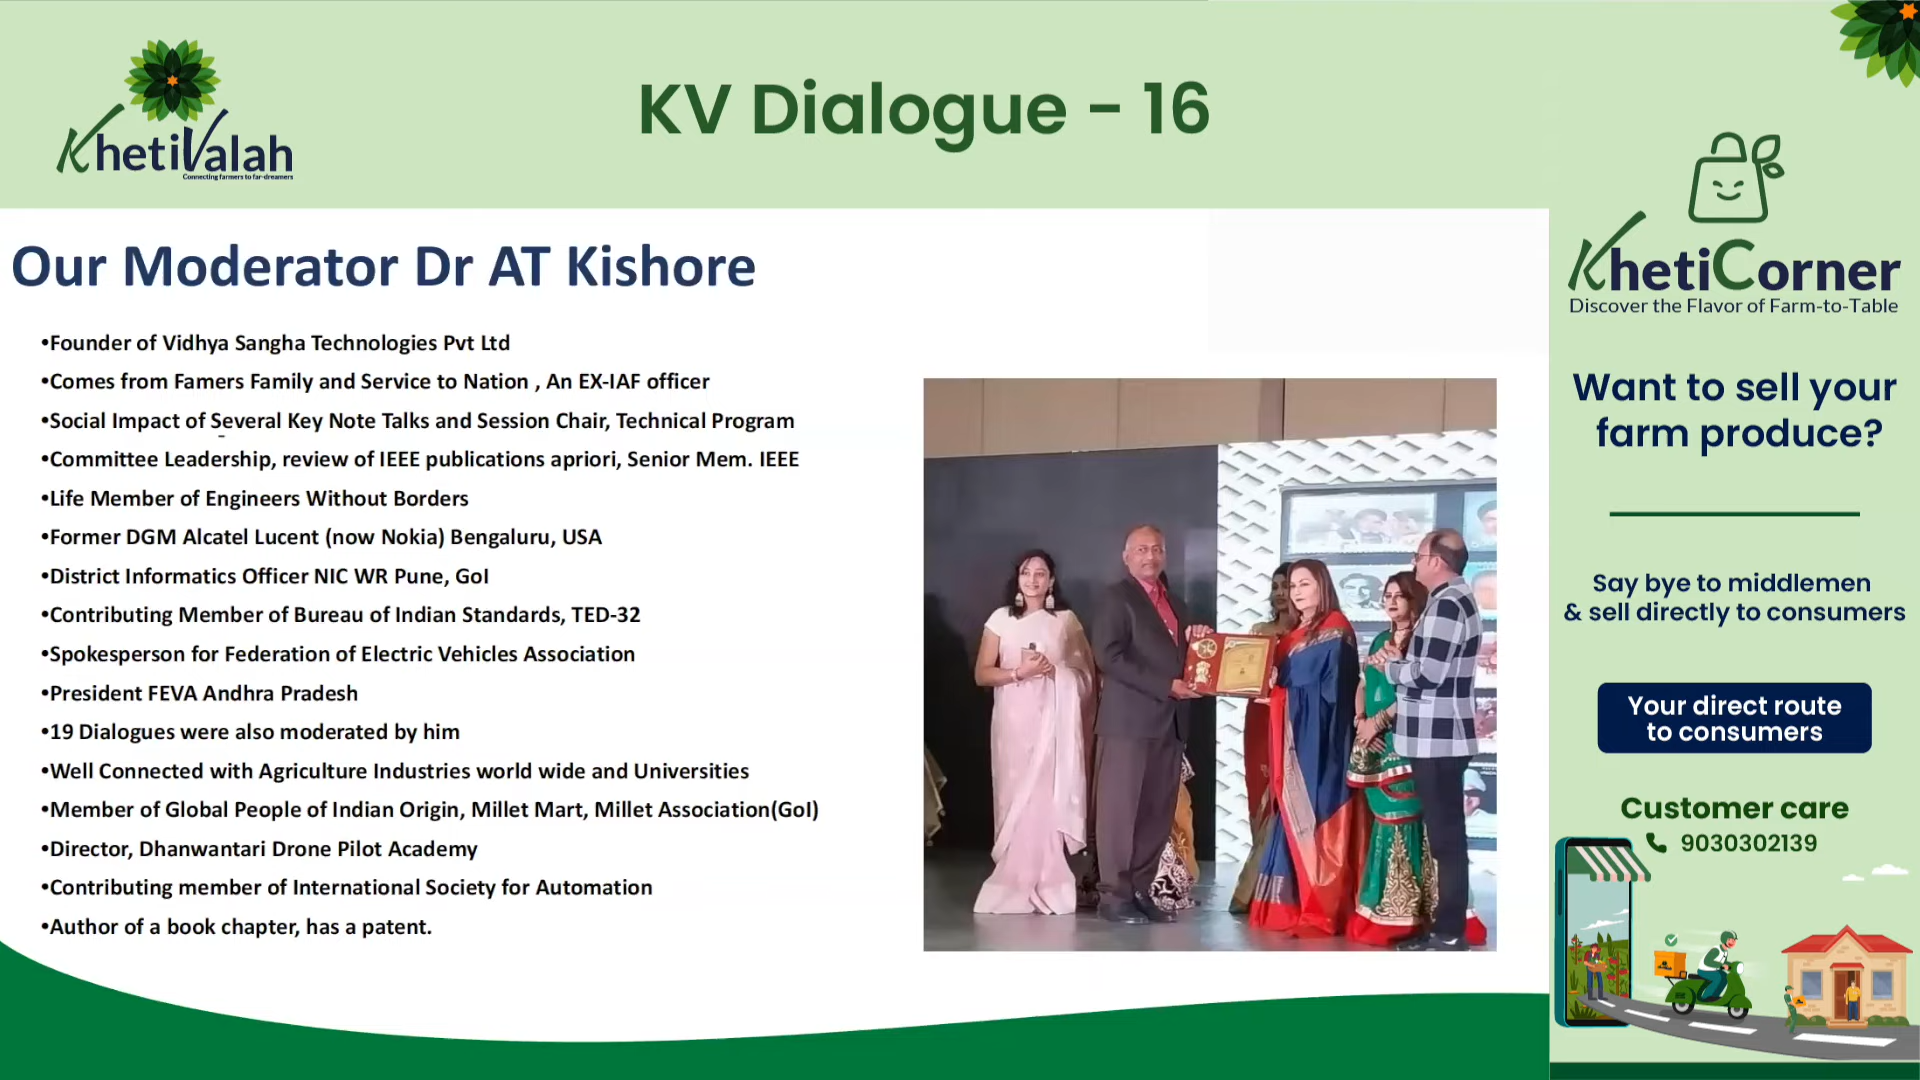 KhetiValah
Connecting farmers to far-dreamers
KV Dialogue - 16
Our Moderator Dr AT Kishore
•Founder of Vidhya Sangha Technologies Pvt Ltd
•Comes from Famers Family and Service to Nation , An EX-IAF officer
•Social Impact of Several Key Note Talks and Session Chair, Technical Program
•Committee Leadership, review of IEEE publications apriori, Senior Mem. IEEE
•Life Member of Engineers Without Borders
•Former DGM Alcatel Lucent (now Nokia) Bengaluru, USA
•District Informatics Officer NIC WR Pune, GoI
•Contributing Member of Bureau of Indian Standards, TED-32
•Spokesperson for Federation of Electric Vehicles Association
•President FEVA Andhra Pradesh
•19 Dialogues were also moderated by him
•Well Connected with Agriculture Industries world wide and Universities
•Member of Global People of Indian Origin, Millet Mart, Millet Association(GoI)
•Director, Dhanwantari Drone Pilot Academy
•Contributing member of International Society for Automation
•Author of a book chapter, has a patent.
KhetiCorner
Discover the Flavor of Farm-to-Table
Want to sell your
farm produce?
Say bye to middlemen
& sell directly to consumers
Your direct route
to consumers
Customer care
9030302139